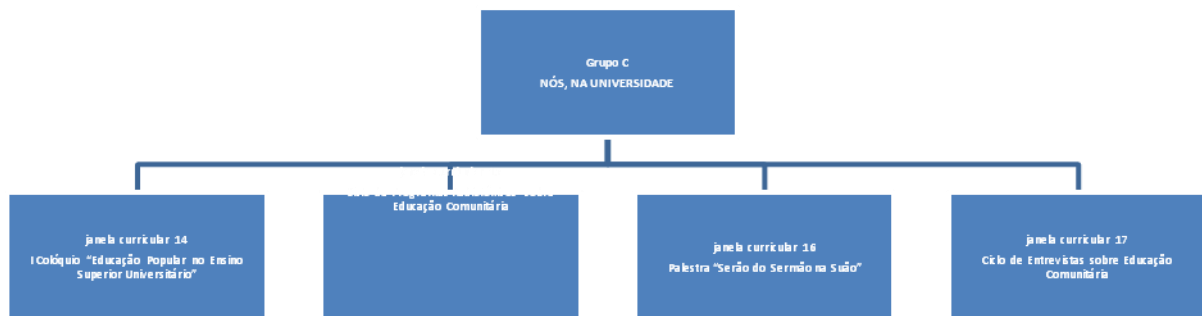 Grupo C
NÓS, NA UNIVERSIDADE
janela curricular 14
I Colóquio “Educação Popular no Ensino
Superior Universitário”
Educação Comunitária
janela curricular 16
Palestra “Serão do Sermão na Suão”
janela curricular 17
Ciclo de Entrevistas sobre Educação
Comunitária